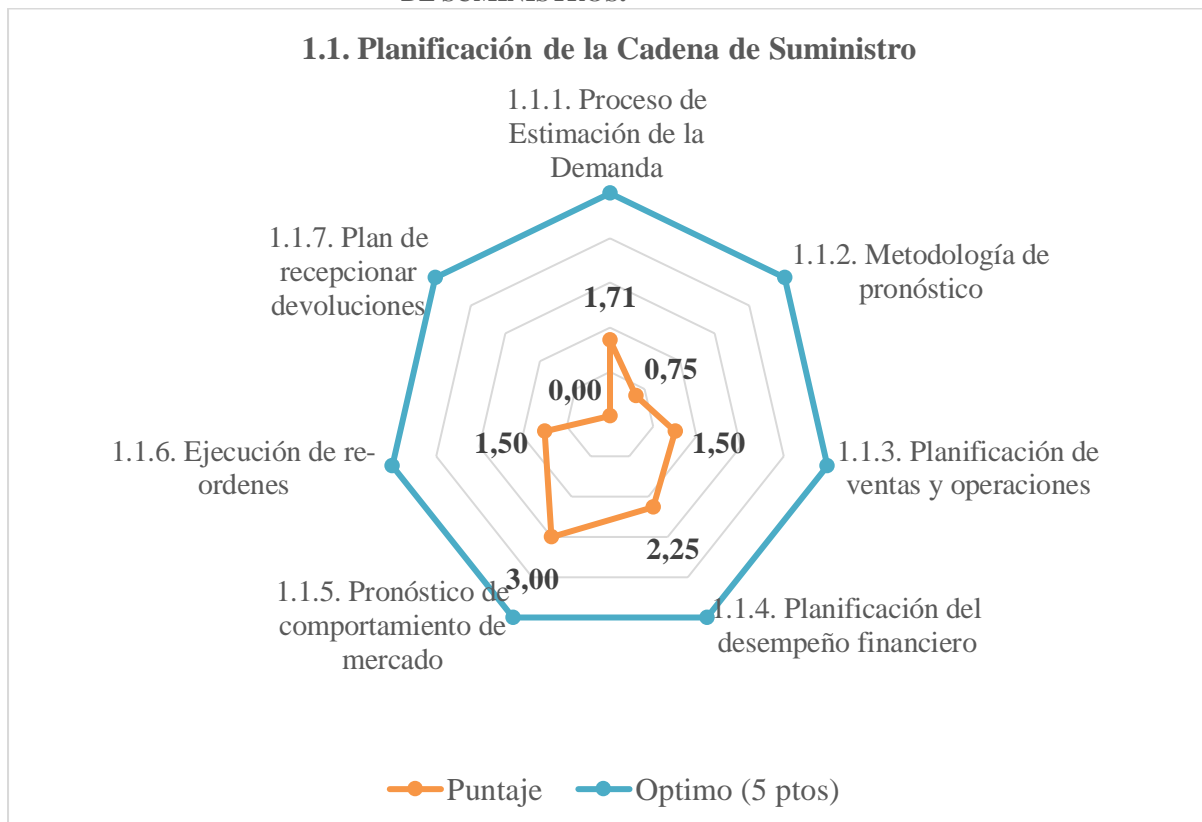 DE SUMINISTROS.
1.1. Planificación de la Cadena de Suministro
1.1.1. Proceso de
Estimación de la
Demanda
1.1.2. Metodología de
pronóstico
1.1.3. Planificación de
ventas y operaciones
1.1.4. Planificación del
desempeño financiero
1.1.5. Pronóstico de
comportamiento de
mercado
1.1.6. Ejecución de re-
ordenes
1.1.7. Plan de
recepcionar
devoluciones
1,71
0,75
1,50
2,25
3,00
1,50
0,00
Puntaje
Optimo (5 ptos)